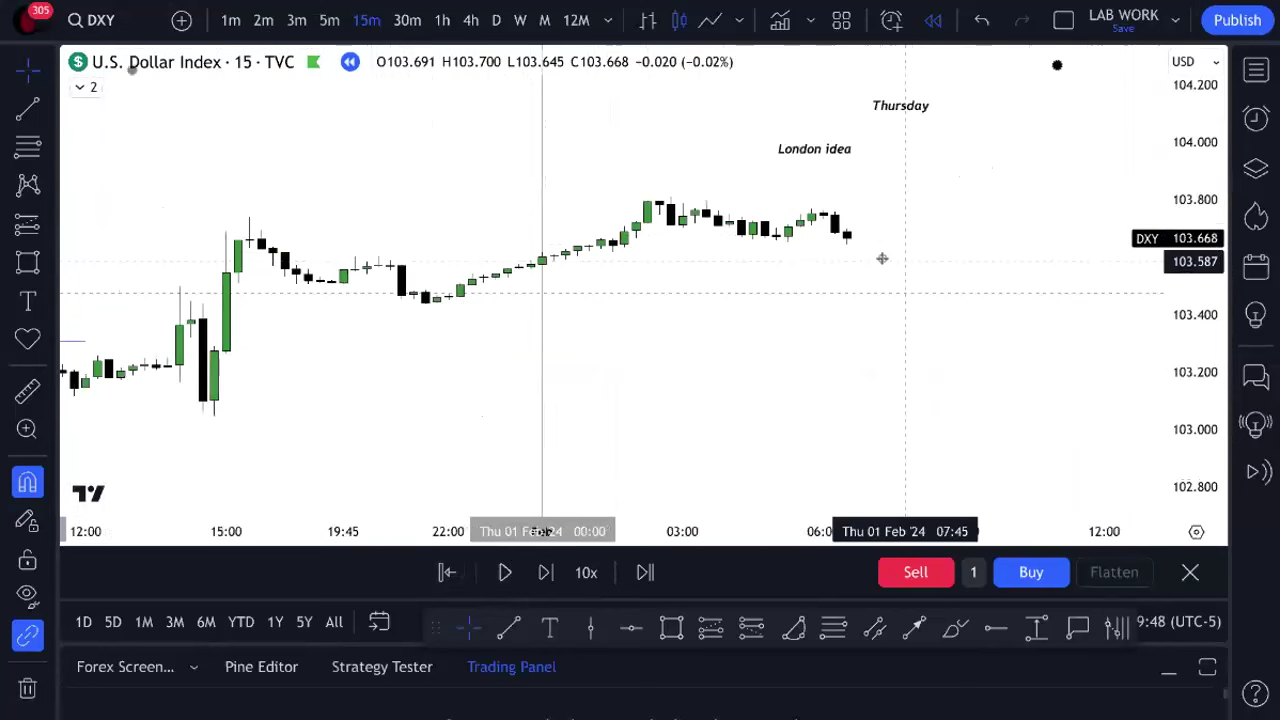 305
DXY
1m 2m 3m 5m 15m 30m 1h 4h D W M 12M
LAB WORK
Save
Publish
U.S. Dollar Index · 15 · TVC
O103.691 H103.700 L103.645 C103.668 −0.020 (−0.02%)
USD
2
104.200
Thursday
104.000
London idea
103.800
DXY 103.668
103.587
103.400
103.200
103.000
102.800
12:00 15:00 19:45 22:00 Thu 01 Feb '24 00:00 03:00 06:0 Thu 01 Feb '24 07:45 12:00
10x
Sell 1 Buy Flatten
1D 5D 1M 3M 6M YTD 1Y 5Y All
9:48 (UTC-5)
Forex Screen... Pine Editor Strategy Tester Trading Panel